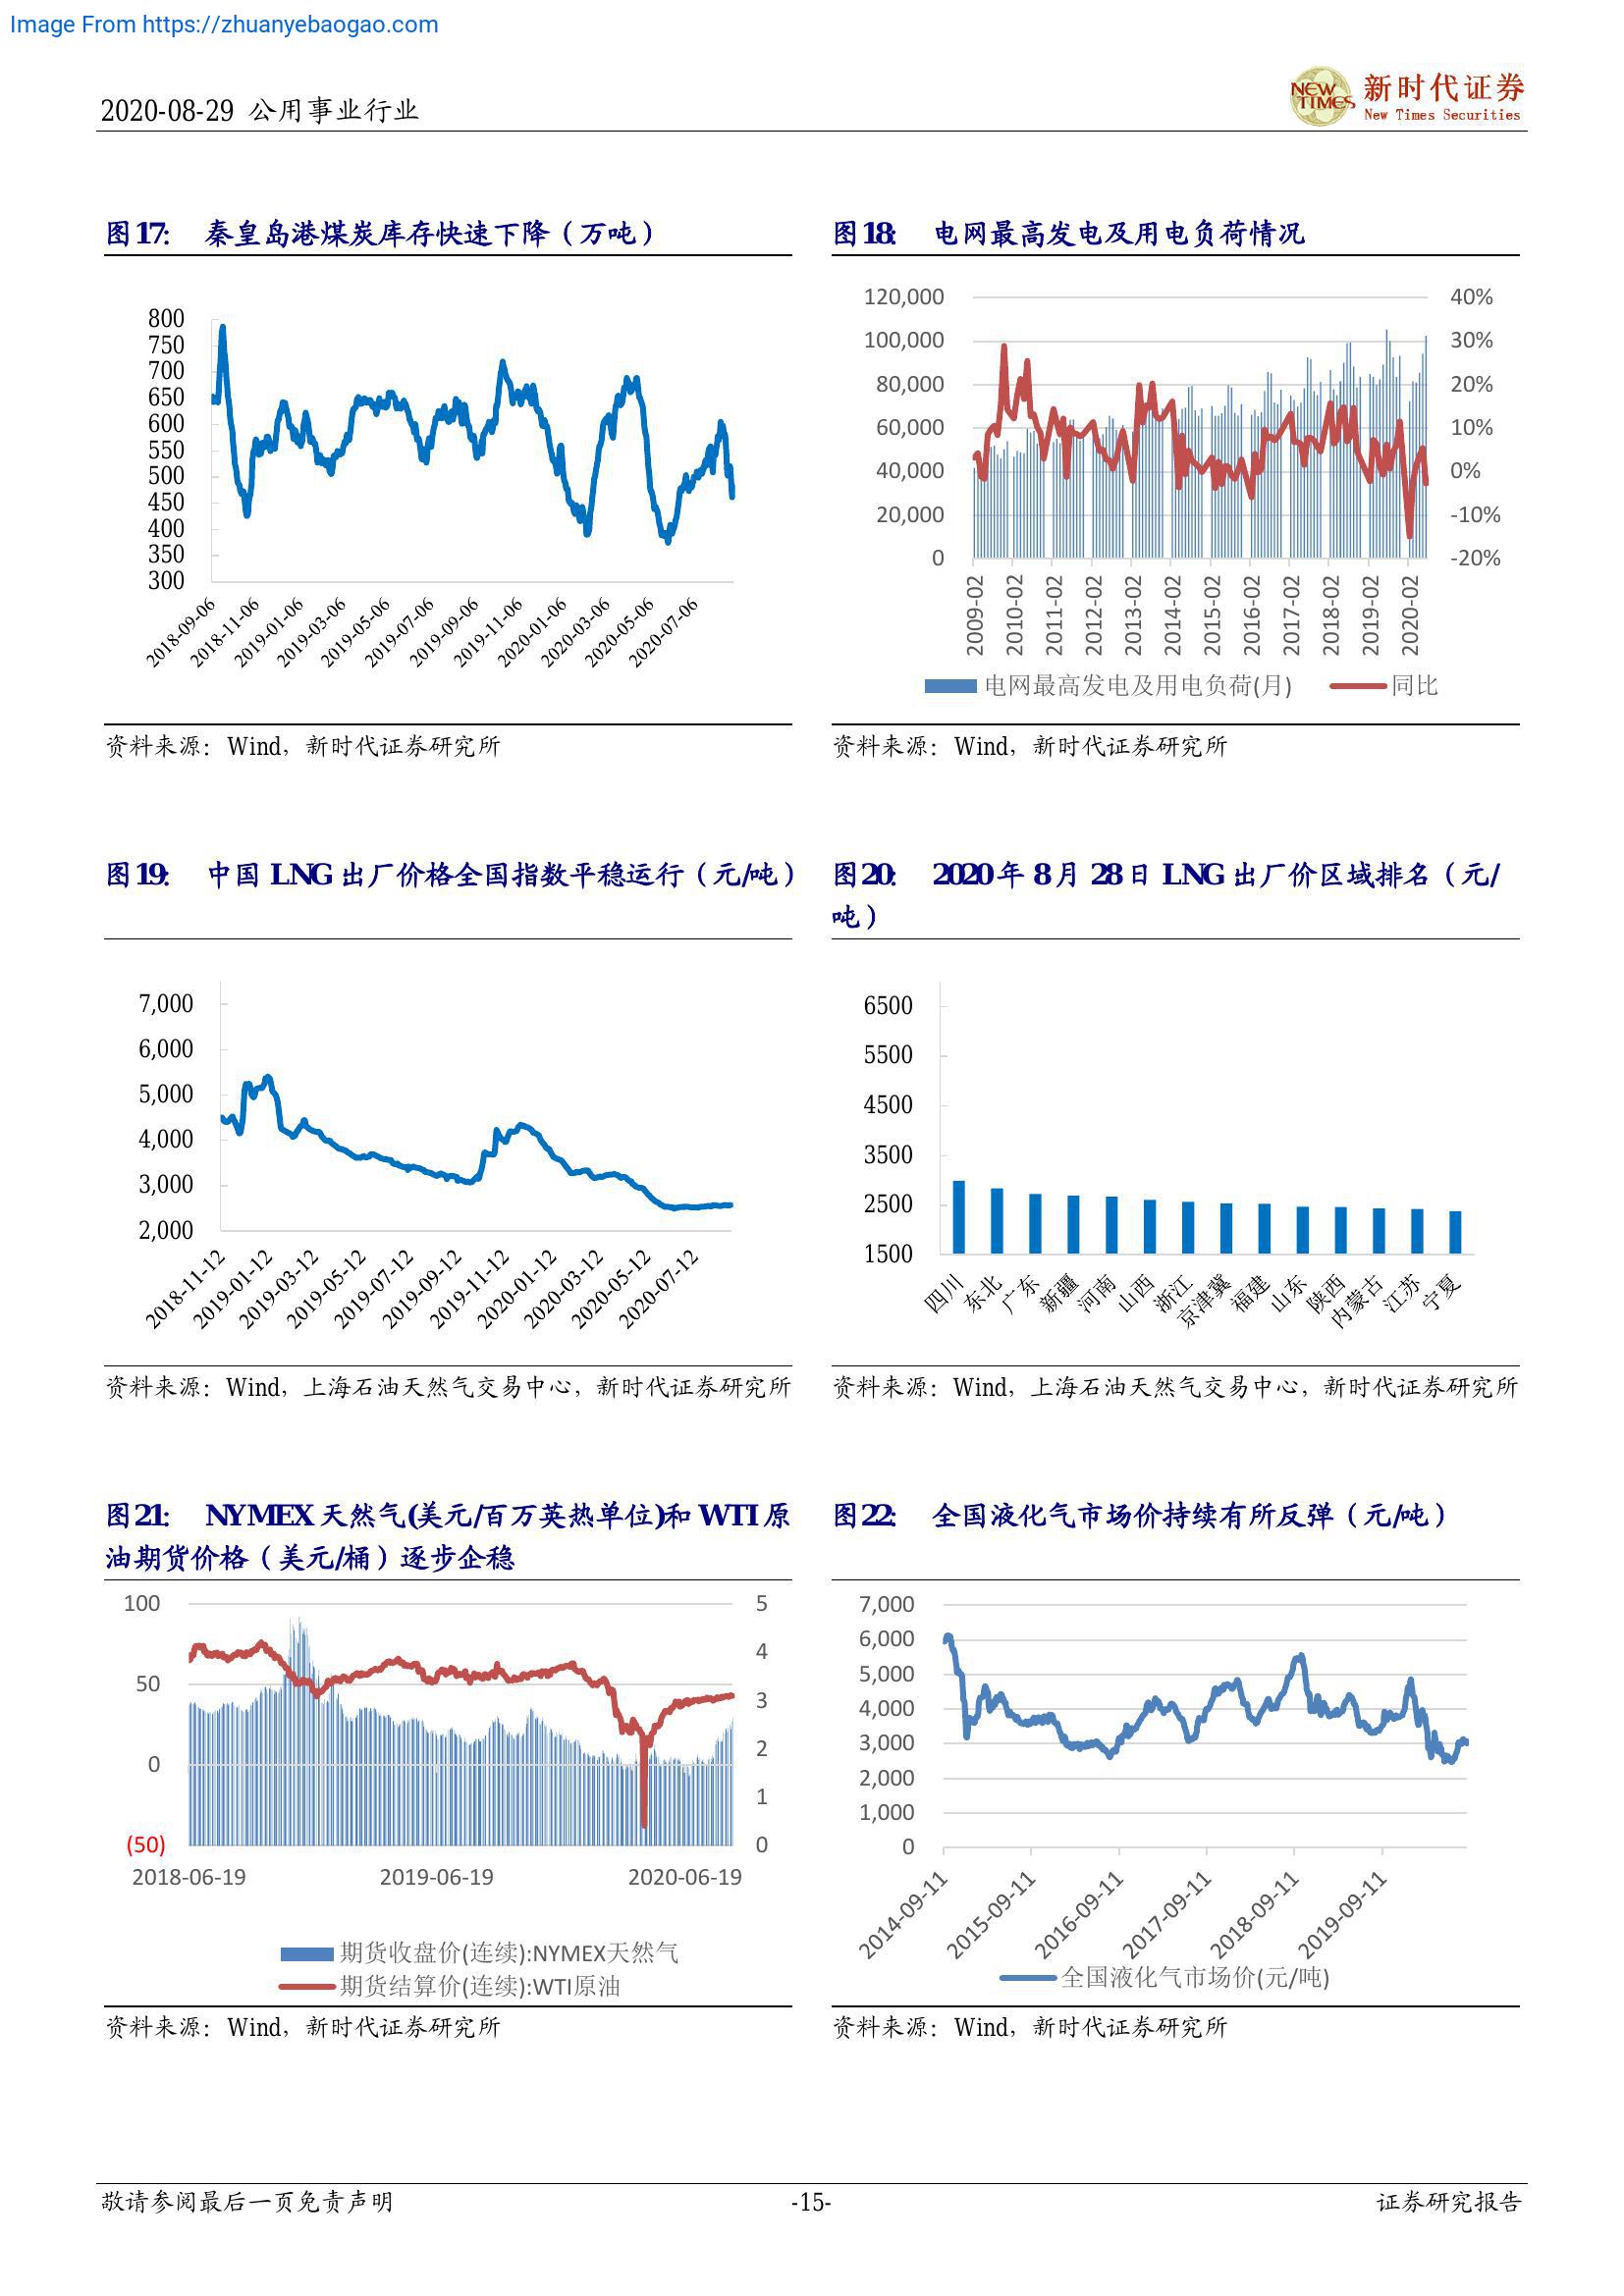 Image From https://zhuanyebaogao.com
2020-08-29 公用事业行业
NEW TIMES
新时代证券
New Times Securities
图17: 秦皇岛港煤炭库存快速下降（万吨）
800
750
700
650
600
550
500
450
400
350
300
2018-09-06
2018-11-06
2019-01-06
2019-03-06
2019-05-06
2019-07-06
2019-09-06
2019-11-06
2020-01-06
2020-03-06
2020-05-06
2020-07-06
资料来源：Wind，新时代证券研究所
图18: 电网最高发电及用电负荷情况
120,000
100,000
80,000
60,000
40,000
20,000
0
40%
30%
20%
10%
0%
-10%
-20%
2009-02
2010-02
2011-02
2012-02
2013-02
2014-02
2015-02
2016-02
2017-02
2018-02
2019-02
2020-02
电网最高发电及用电负荷(月) 同比
资料来源：Wind，新时代证券研究所
图19: 中国 LNG 出厂价格全国指数平稳运行（元/吨）
7,000
6,000
5,000
4,000
3,000
2,000
2018-11-12
2019-01-12
2019-03-12
2019-05-12
2019-07-12
2019-09-12
2019-11-12
2020-01-12
2020-03-12
2020-05-12
2020-07-12
资料来源：Wind，上海石油天然气交易中心，新时代证券研究所
图20: 2020 年 8 月 28 日 LNG 出厂价区域排名（元/
吨）
6500
5500
4500
3500
2500
1500
四川
东北
广东
新疆
河南
山西
浙江
京津冀
福建
山东
陕西
内蒙古
江苏
宁夏
资料来源：Wind，上海石油天然气交易中心，新时代证券研究所
图21: NYMEX 天然气(美元/百万英热单位)和 WTI 原
油期货价格（美元/桶）逐步企稳
100
50
0
(50)
5
4
3
2
1
0
2018-06-19
2019-06-19
2020-06-19
期货收盘价(连续):NYMEX天然气
期货结算价(连续):WTI原油
资料来源：Wind，新时代证券研究所
图22: 全国液化气市场价持续有所反弹（元/吨）
7,000
6,000
5,000
4,000
3,000
2,000
1,000
0
2014-09-11
2015-09-11
2016-09-11
2017-09-11
2018-09-11
2019-09-11
全国液化气市场价(元/吨)
资料来源：Wind，新时代证券研究所
敬请参阅最后一页免责声明
-15-
证券研究报告